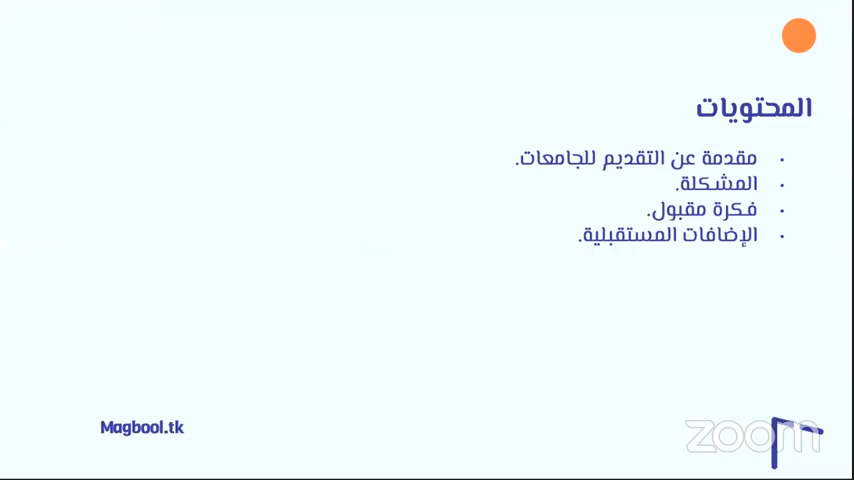 المحتويات
مقدمة عن التقديم للجامعات.
المشكلة.
فكرة مقبول.
الإضافات المستقبلية.
Magbool.tk
zoom